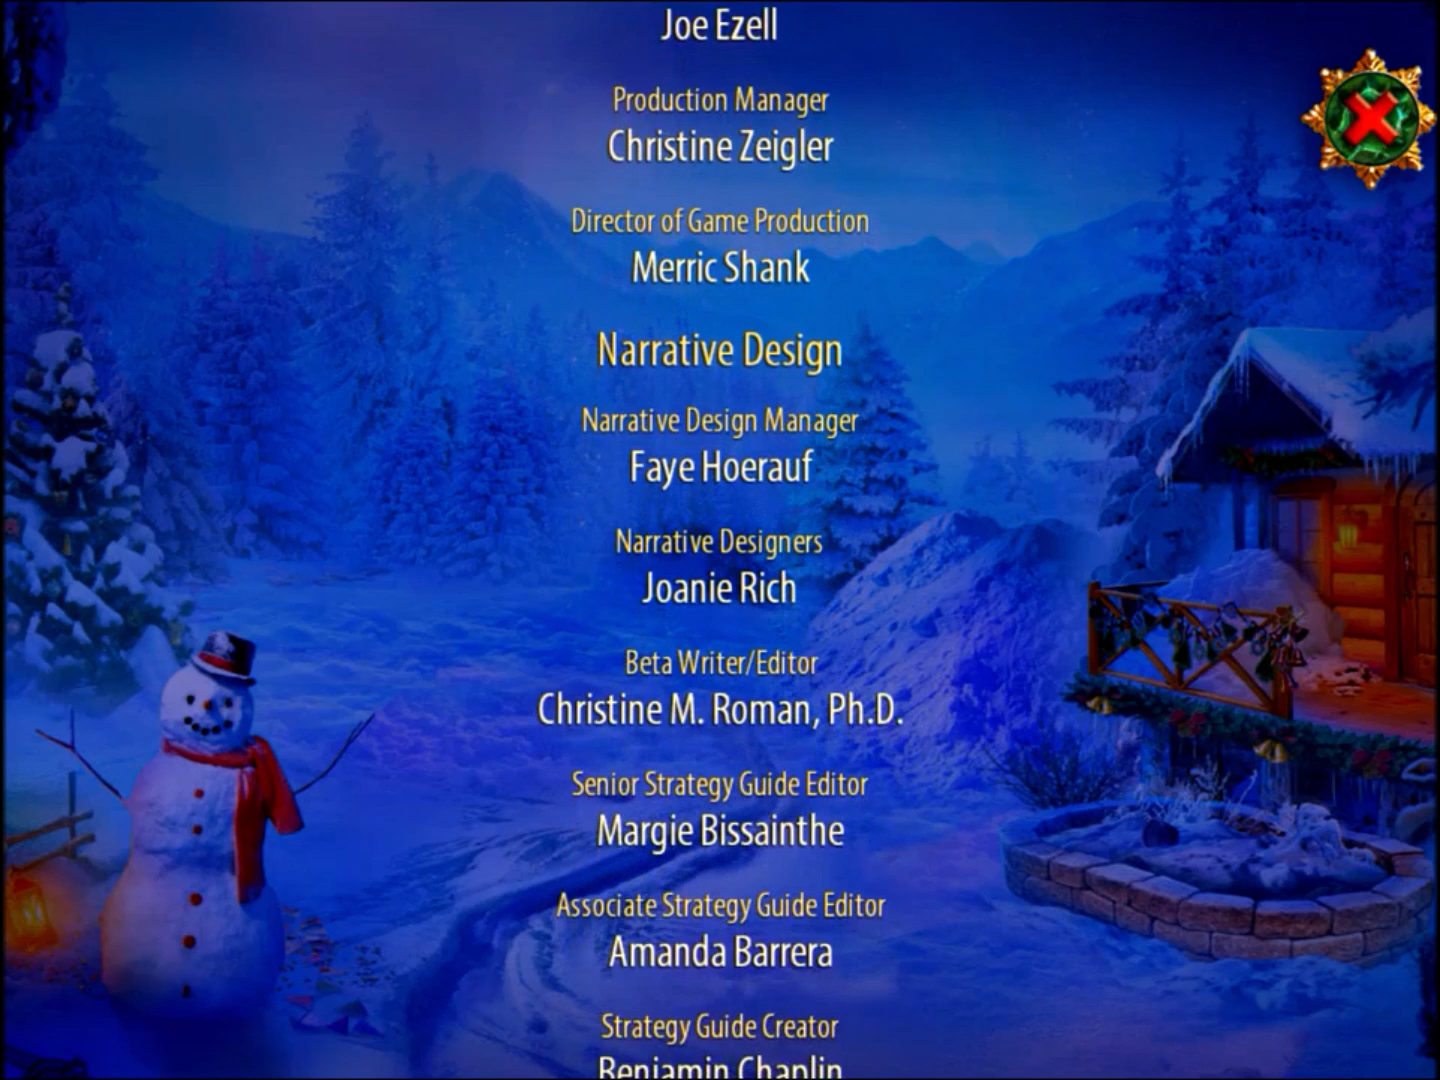 Joe Ezell
Production Manager
Christine Zeigler
Director of Game Production
Merric Shank
Narrative Design
Narrative Design Manager
Faye Hoerauf
Narrative Designers
Joanie Rich
Beta Writer/Editor
Christine M. Roman, Ph.D.
Senior Strategy Guide Editor
Margie Bissainthe
Associate Strategy Guide Editor
Amanda Barrera
Strategy Guide Creator
Benjamin Chaplin